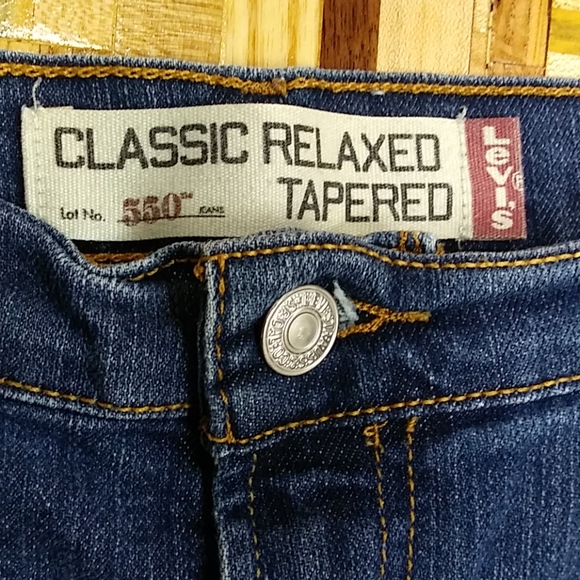 CLASSIC RELAXED
Lot No. 550™ JEANS TAPERED
Levi's®